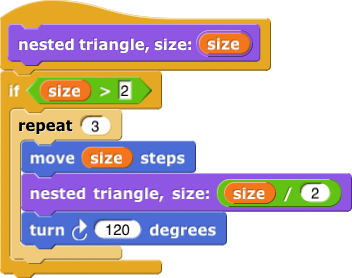 nested triangle, size: size
if size > 2
repeat 3
move size steps
nested triangle, size: size / 2
turn 120 degrees